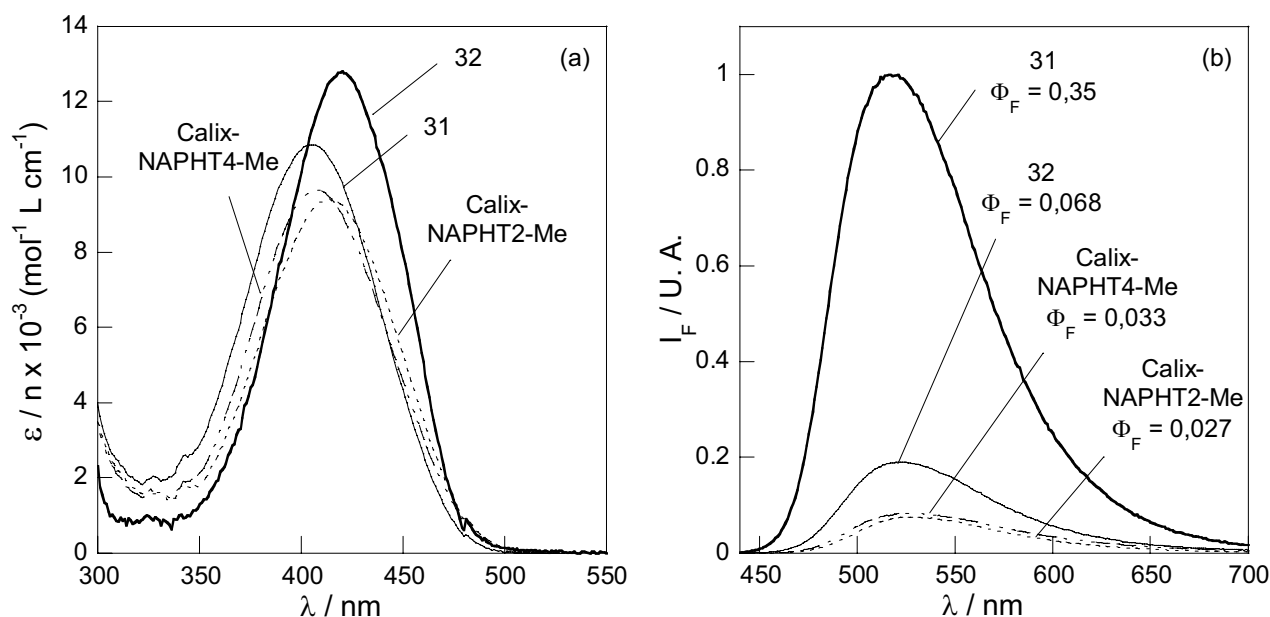 (a)
14
12
10
8
6
4
2
0
ε / n x 10⁻³ (mol⁻¹ L cm⁻¹)
32
31
Calix-
NAPHT4-Me
Calix-
NAPHT2-Me
300 350 400 450 500 550
λ / nm
(b)
1
0.8
0.6
0.4
0.2
0
I_F / U. A.
31
Φ_F = 0,35
32
Φ_F = 0,068
Calix-
NAPHT4-Me
Φ_F = 0,033
Calix-
NAPHT2-Me
Φ_F = 0,027
450 500 550 600 650 700
λ / nm